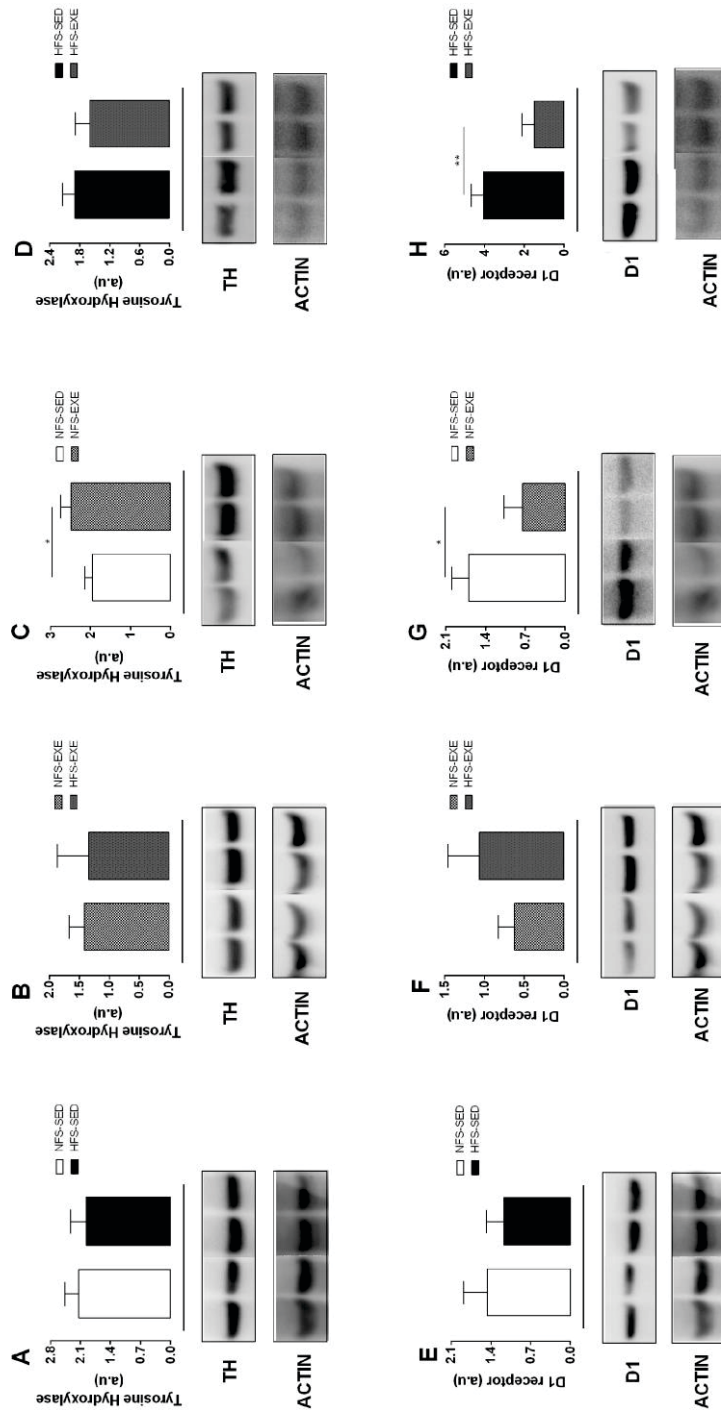 A
NFS-SED
HFS-SED
Tyrosine Hydroxylase
(a.u)
2.8
2.1
1.4
0.7
0.0
TH
ACTIN
B
NFS-EXE
HFS-EXE
Tyrosine Hydroxylase
(a.u)
2.0
1.5
1.0
0.5
0.0
TH
ACTIN
C
NFS-SED
NFS-EXE
Tyrosine Hydroxylase
(a.u)
3
2
1
0
*
TH
ACTIN
D
HFS-SED
HFS-EXE
Tyrosine Hydroxylase
(a.u)
2.4
1.8
1.2
0.6
0.0
TH
ACTIN
E
NFS-SED
HFS-SED
D1 receptor (a.u)
2.1
1.4
0.7
0.0
D1
ACTIN
F
NFS-EXE
HFS-EXE
D1 receptor (a.u)
1.5
1.0
0.5
0.0
D1
ACTIN
G
NFS-SED
NFS-EXE
D1 receptor (a.u)
2.1
1.4
0.7
0.0
*
D1
ACTIN
H
HFS-SED
HFS-EXE
D1 receptor (a.u)
6
4
2
0
**
D1
ACTIN